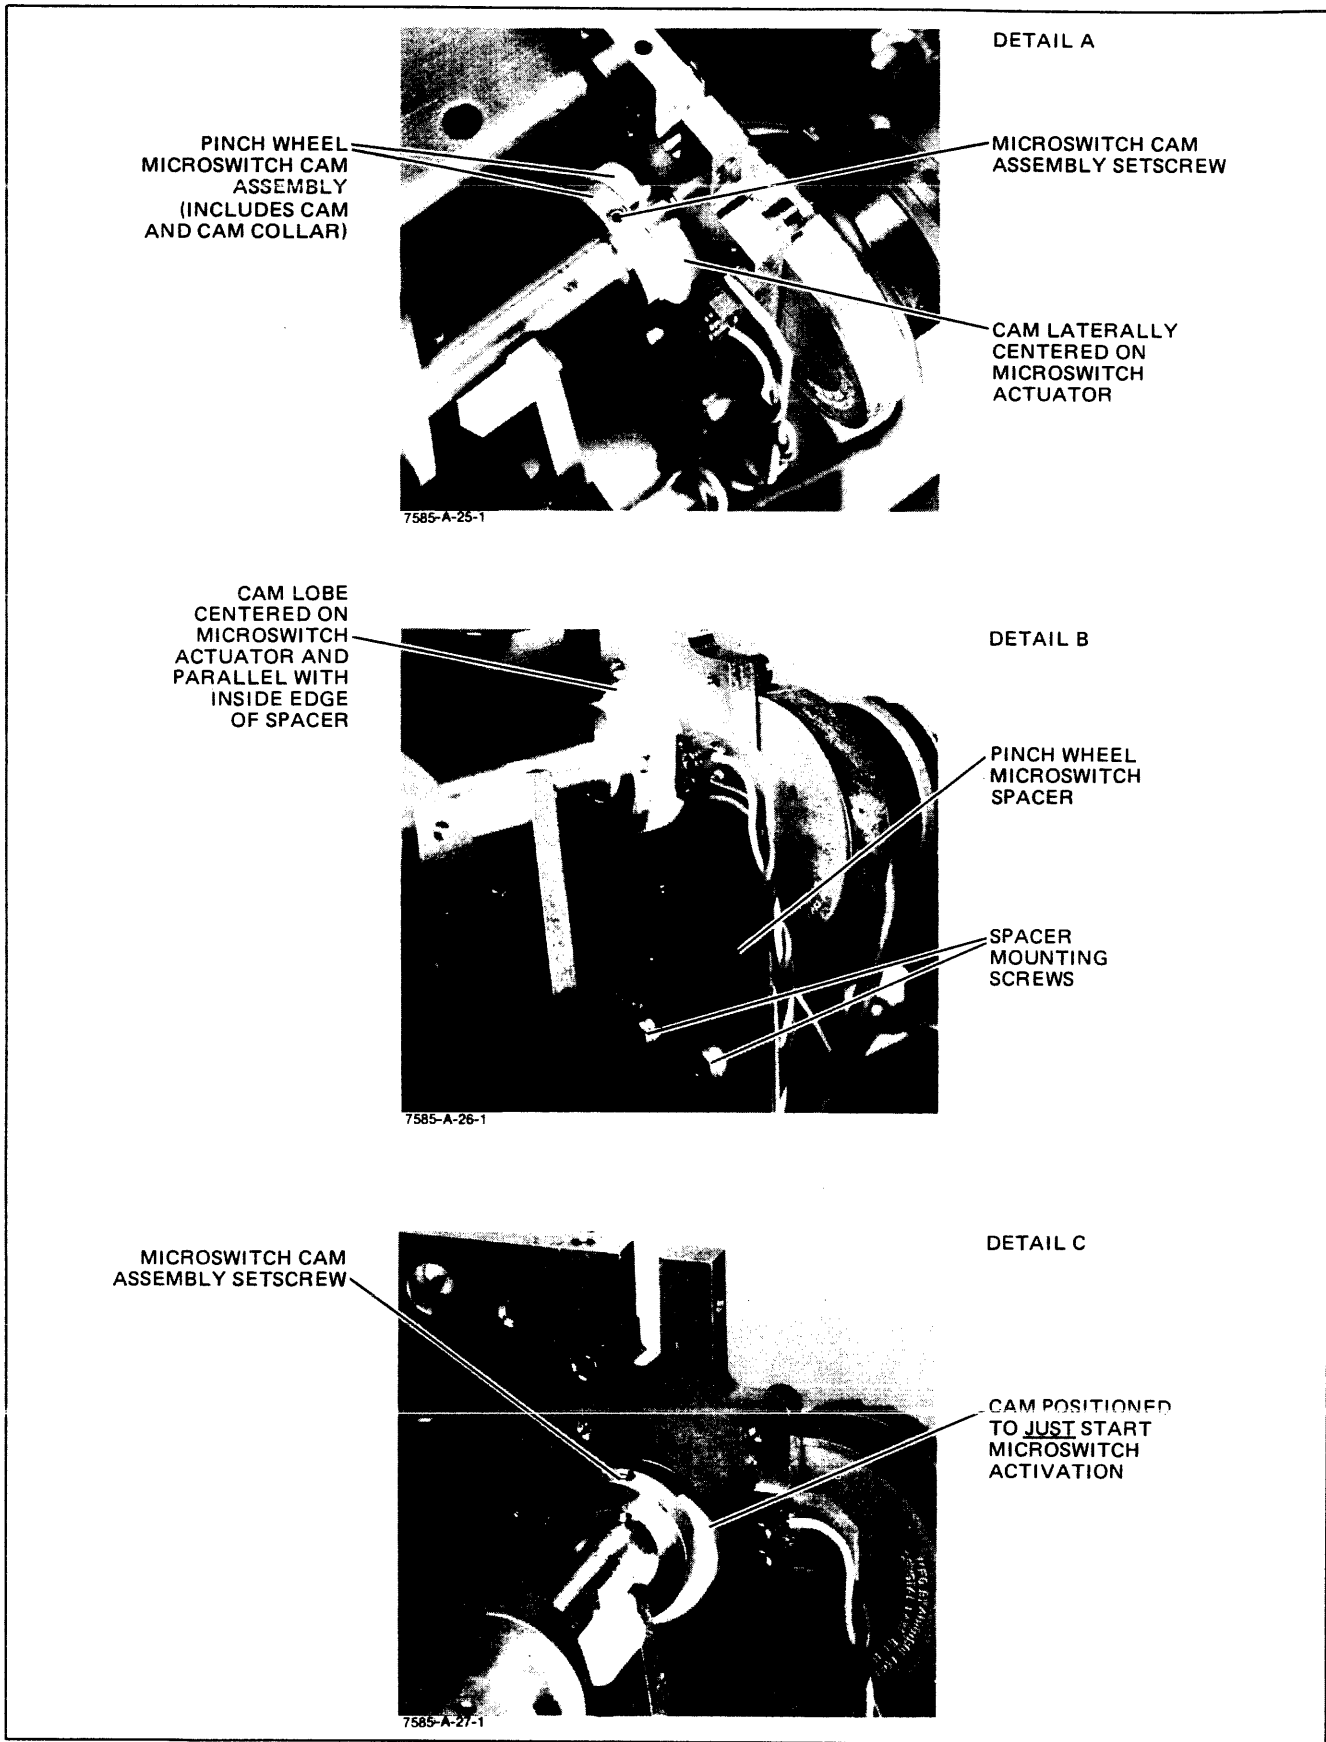 DETAIL A
PINCH WHEEL
MICROSWITCH CAM
ASSEMBLY
(INCLUDES CAM
AND CAM COLLAR)
MICROSWITCH CAM
ASSEMBLY SETSCREW
CAM LATERALLY
CENTERED ON
MICROSWITCH
ACTUATOR
7585-A-25-1
CAM LOBE
CENTERED ON
MICROSWITCH
ACTUATOR AND
PARALLEL WITH
INSIDE EDGE
OF SPACER
DETAIL B
PINCH WHEEL
MICROSWITCH
SPACER
SPACER
MOUNTING
SCREWS
7585-A-26-1
DETAIL C
MICROSWITCH CAM
ASSEMBLY SETSCREW
CAM POSITIONED
TO JUST START
MICROSWITCH
ACTIVATION
7585-A-27-1